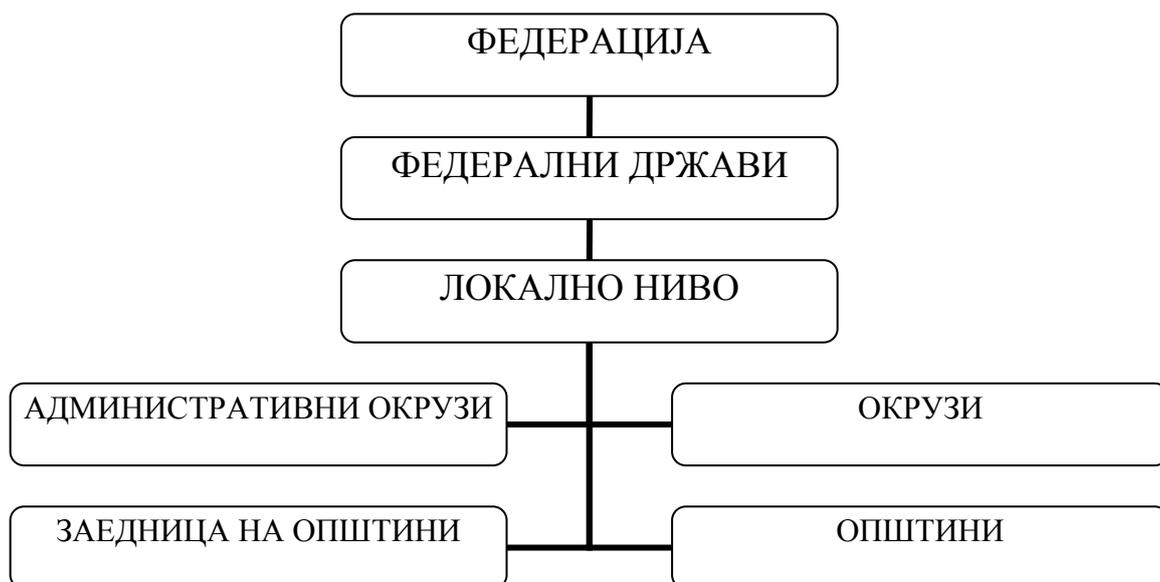 ФЕДЕРАЦИЈА
ФЕДЕРАЛНИ ДРЖАВИ
ЛОКАЛНО НИВО
АДМИНИСТРАТИВНИ ОКРУЗИ
ОКРУЗИ
ЗАЕДНИЦА НА ОПШТИНИ
ОПШТИНИ